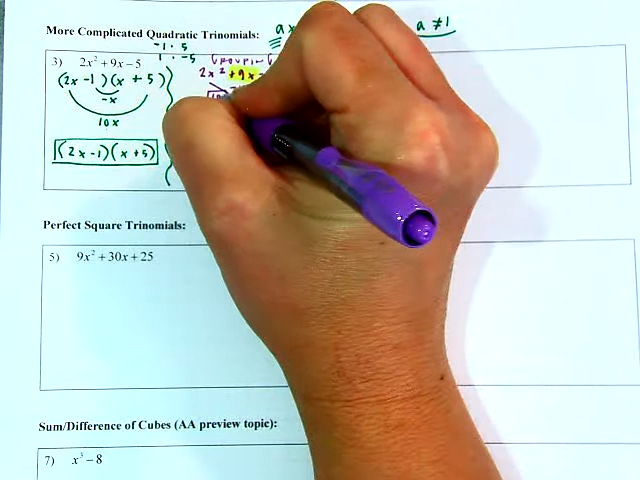 More Complicated Quadratic Trinomials: a a ≠ 1
-1 · 5
3) 2x² + 9x − 5 1 · -5 GROUPING
(2x - 1)(x + 5) 2x² + 9x
-x
10x
(2x-1)(x+5)
Perfect Square Trinomials:
5) 9x² + 30x + 25
Sum/Difference of Cubes (AA preview topic):
7) x³ − 8